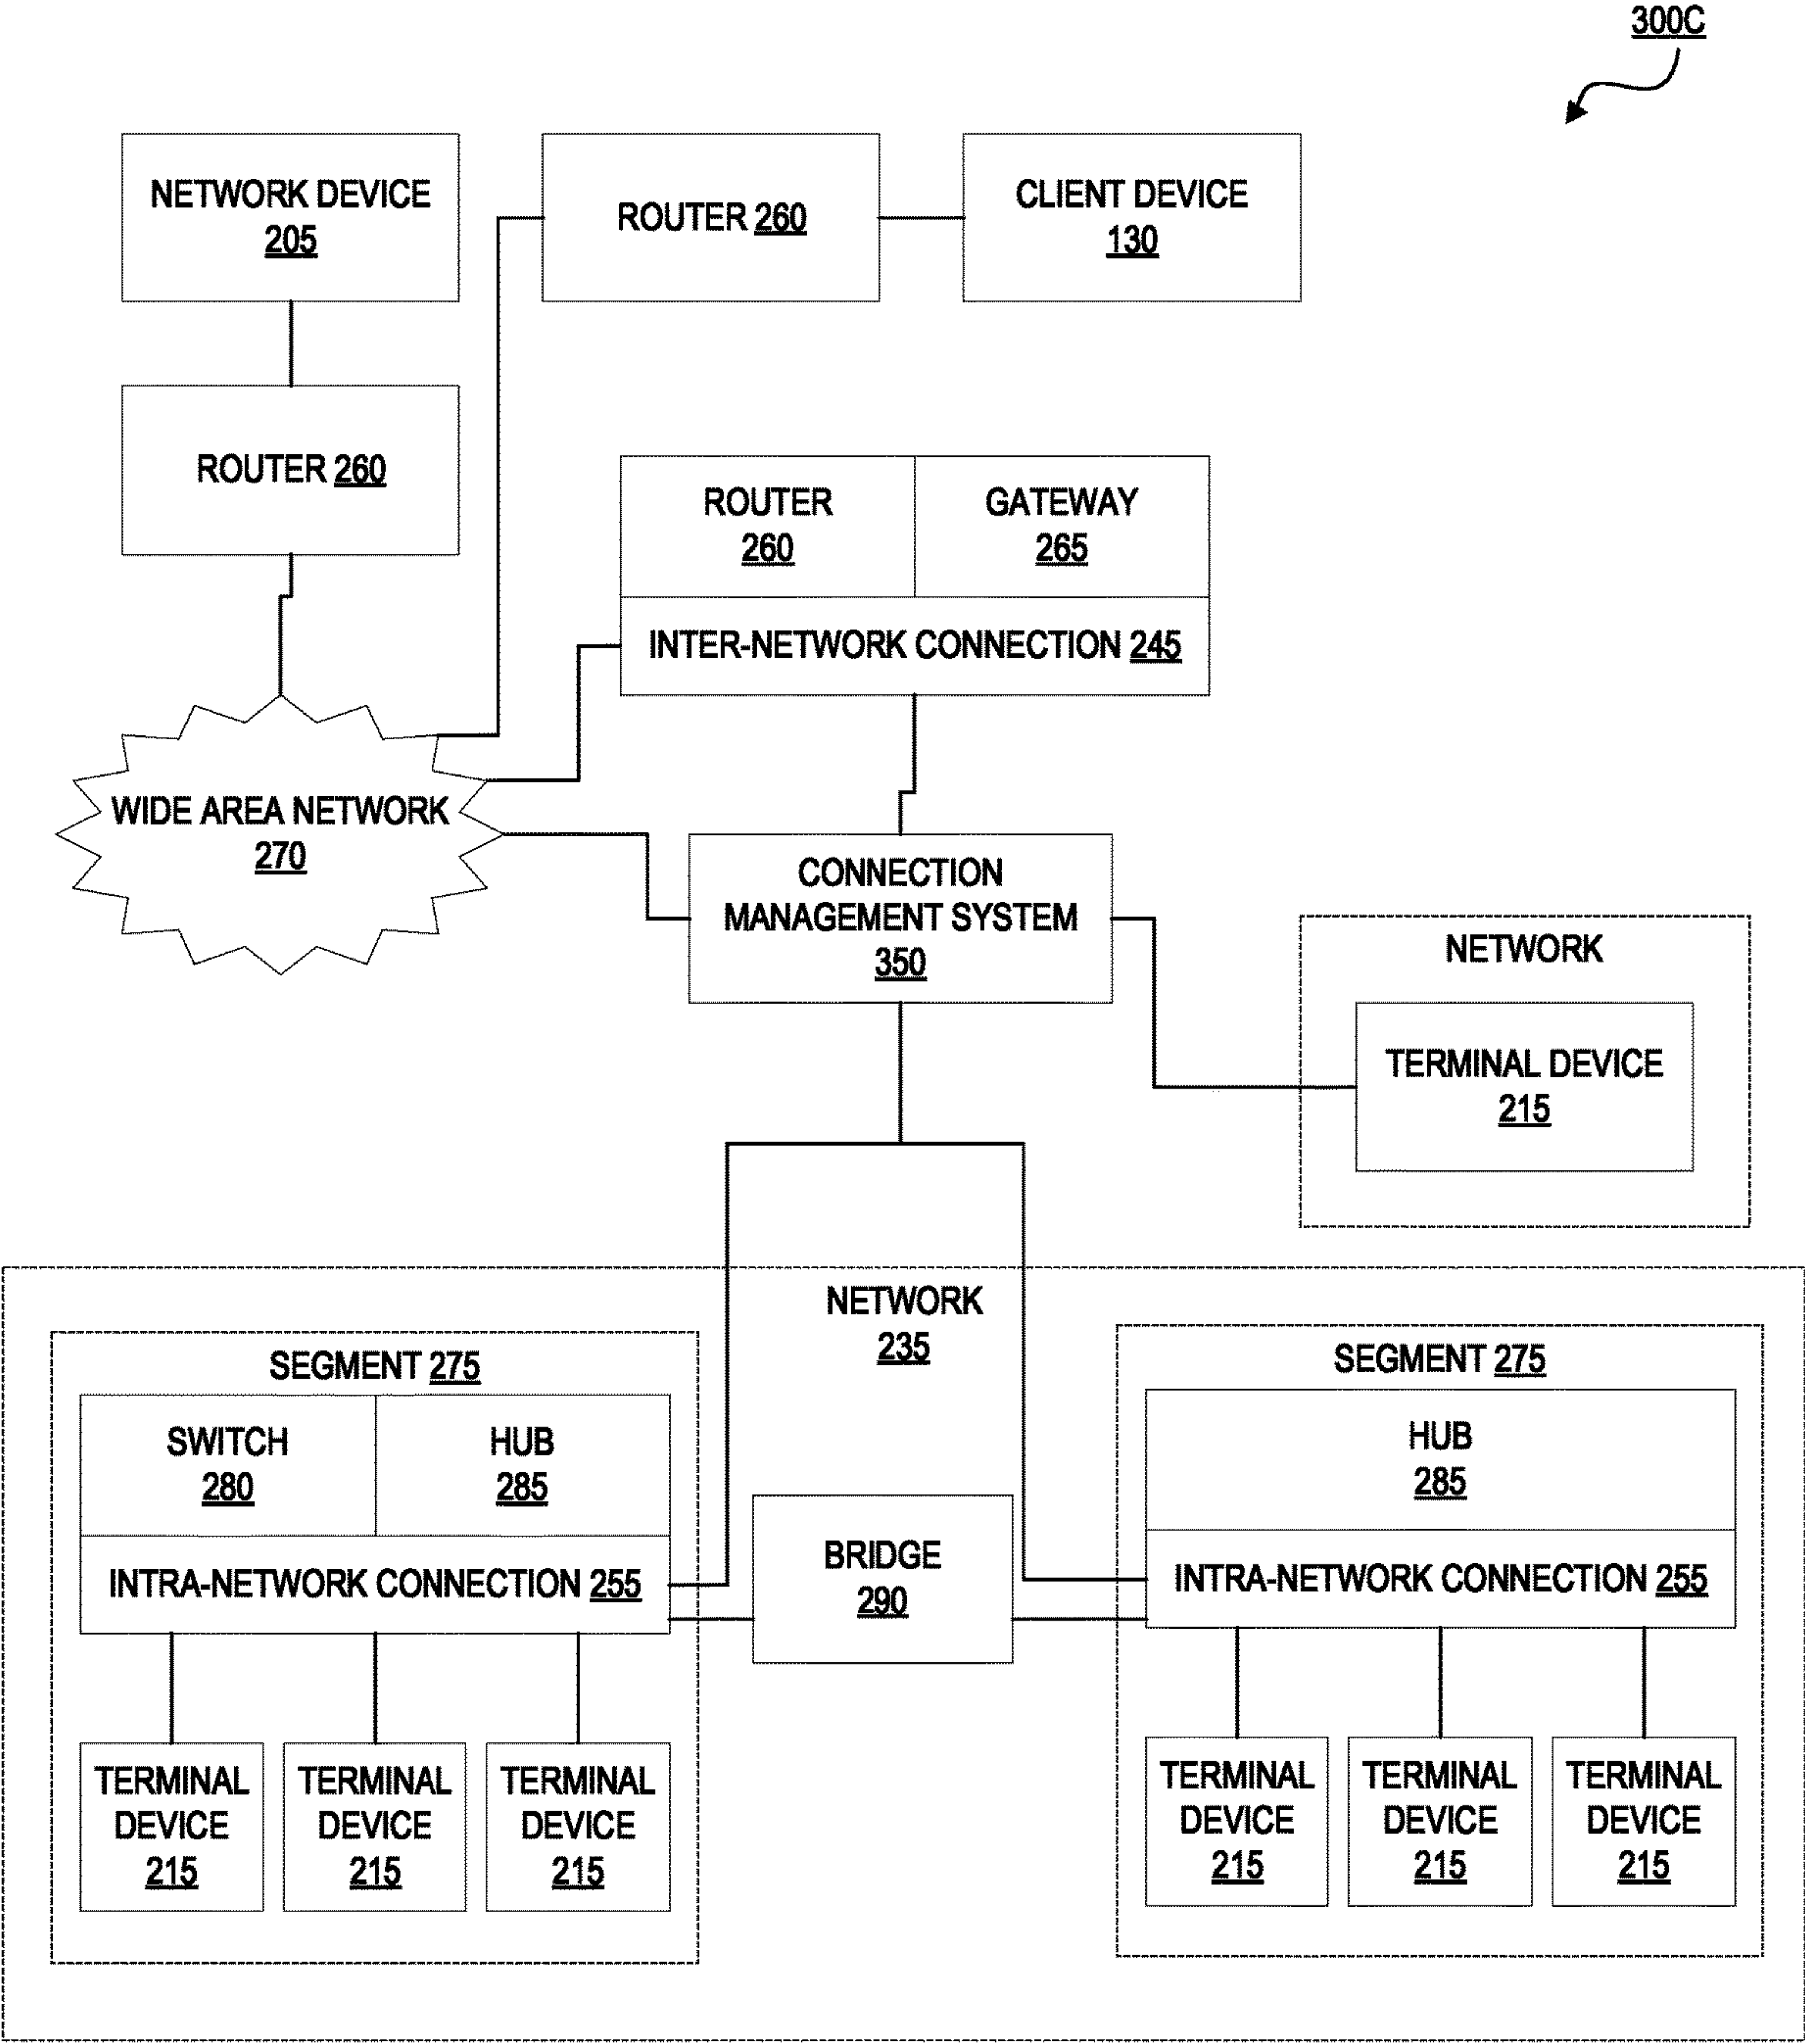 300C
NETWORK DEVICE
205
ROUTER 260
CLIENT DEVICE
130
ROUTER 260
ROUTER
260
GATEWAY
265
INTER-NETWORK CONNECTION 245
WIDE AREA NETWORK
270
CONNECTION
MANAGEMENT SYSTEM
350
NETWORK
TERMINAL DEVICE
215
NETWORK
235
SEGMENT 275
SWITCH
280
HUB
285
INTRA-NETWORK CONNECTION 255
TERMINAL
DEVICE
215
TERMINAL
DEVICE
215
TERMINAL
DEVICE
215
BRIDGE
290
SEGMENT 275
HUB
285
INTRA-NETWORK CONNECTION 255
TERMINAL
DEVICE
215
TERMINAL
DEVICE
215
TERMINAL
DEVICE
215